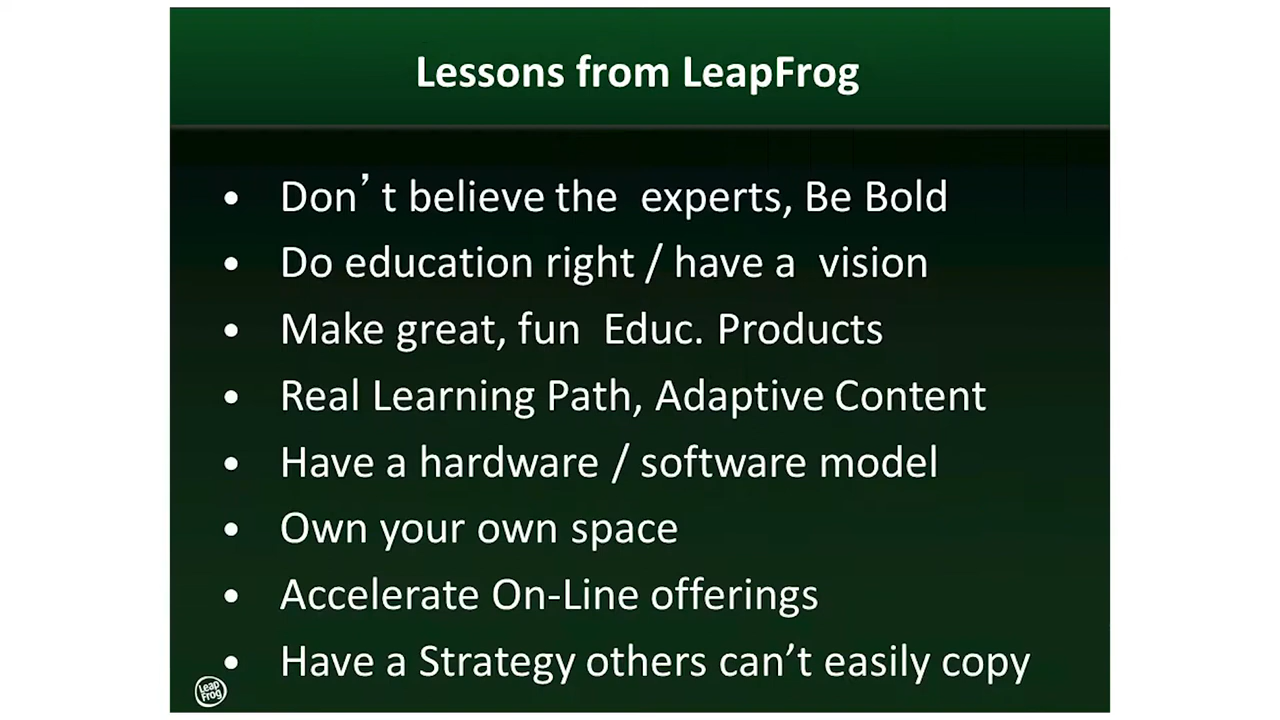 Lessons from LeapFrog
• Don’t believe the experts, Be Bold
• Do education right / have a vision
• Make great, fun Educ. Products
• Real Learning Path, Adaptive Content
• Have a hardware / software model
• Own your own space
• Accelerate On-Line offerings
• Have a Strategy others can’t easily copy
Leap
Frog